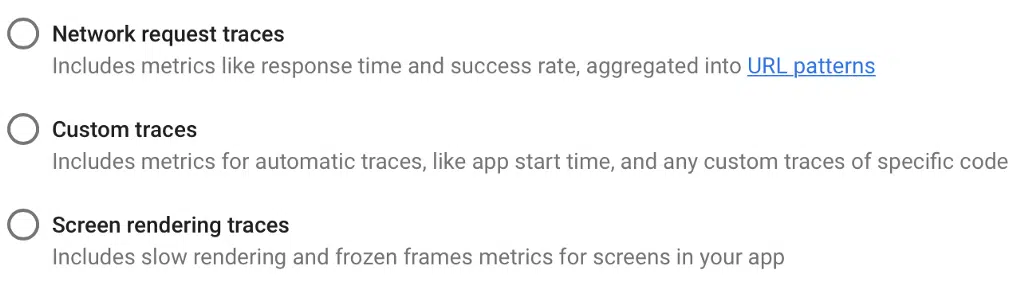 Network request traces
Includes metrics like response time and success rate, aggregated into URL patterns
Custom traces
Includes metrics for automatic traces, like app start time, and any custom traces of specific code
Screen rendering traces
Includes slow rendering and frozen frames metrics for screens in your app